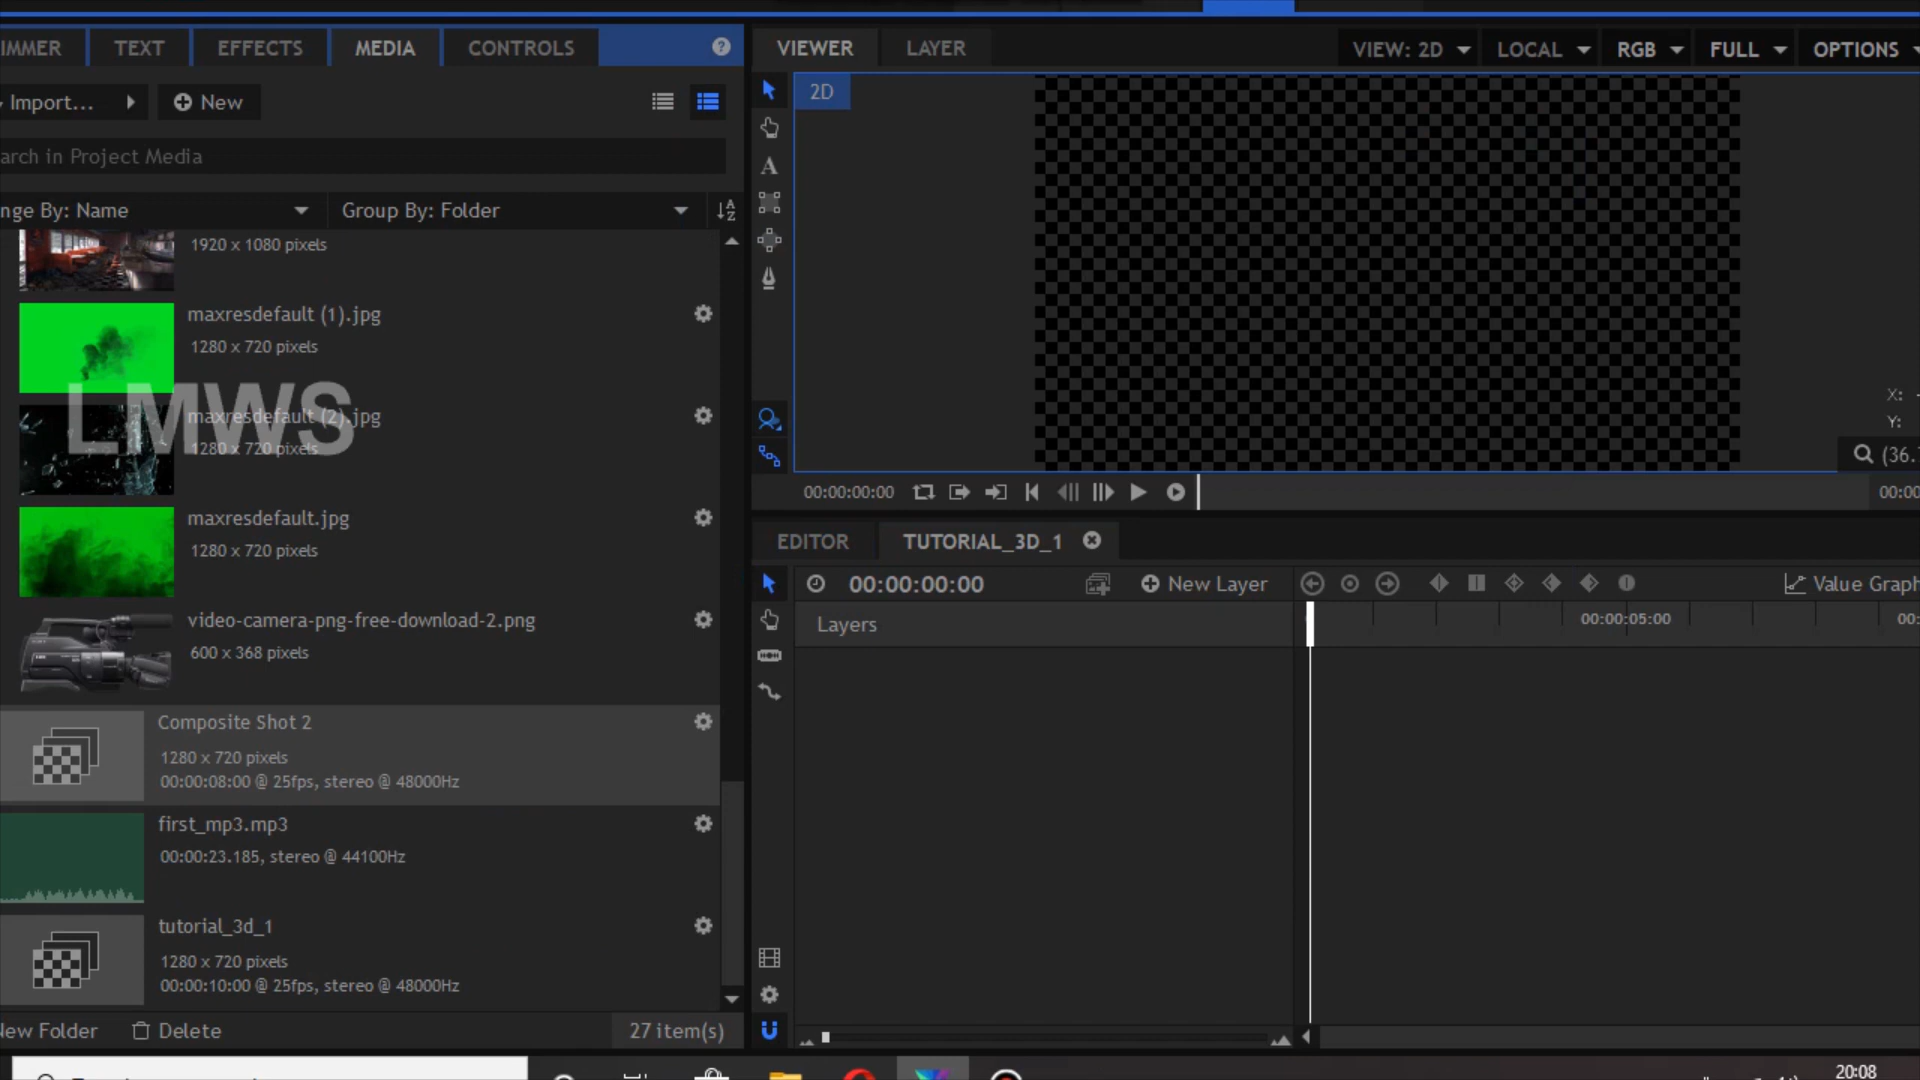 IMMER TEXT EFFECTS MEDIA CONTROLS ?
VIEWER LAYER VIEW: 2D LOCAL RGB FULL OPTIONS
Import... New
2D
arch in Project Media
nge By: Name Group By: Folder
1920 x 1080 pixels
maxresdefault (1).jpg
1280 x 720 pixels
LMWS
maxresdefault (2).jpg
1280 x 720 pixels
maxresdefault.jpg
1280 x 720 pixels
video-camera-png-free-download-2.png
600 x 368 pixels
Composite Shot 2
1280 x 720 pixels
00:00:08:00 @ 25fps, stereo @ 48000Hz
first_mp3.mp3
00:00:23.185, stereo @ 44100Hz
tutorial_3d_1
1280 x 720 pixels
00:00:10:00 @ 25fps, stereo @ 48000Hz
New Folder Delete 27 item(s)
X: -
Y:
(36.
00:00:00:00 00:00
EDITOR TUTORIAL_3D_1
00:00:00:00 New Layer Value Graph
Layers 00:00:05:00 00:
20:08